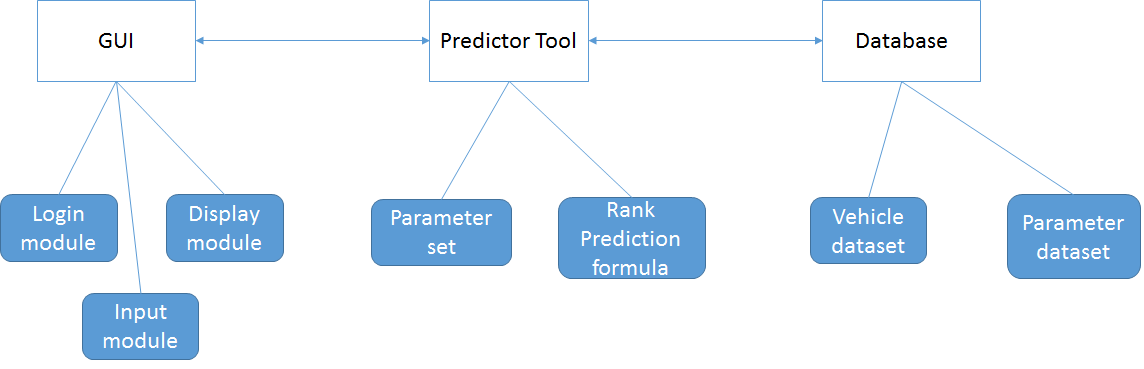 GUI
Predictor Tool
Database
Login
module
Display
module
Input
module
Parameter
set
Rank
Prediction
formula
Vehicle
dataset
Parameter
dataset